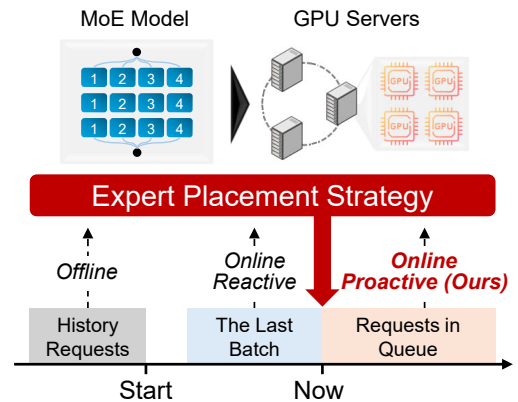 MoE Model
GPU Servers
1 2 3 4
1 2 3 4
1 2 3 4
GPU GPU
GPU GPU
Expert Placement Strategy
Offline
Online
Reactive
Online
Proactive (Ours)
History
Requests
The Last
Batch
Requests in
Queue
Start
Now